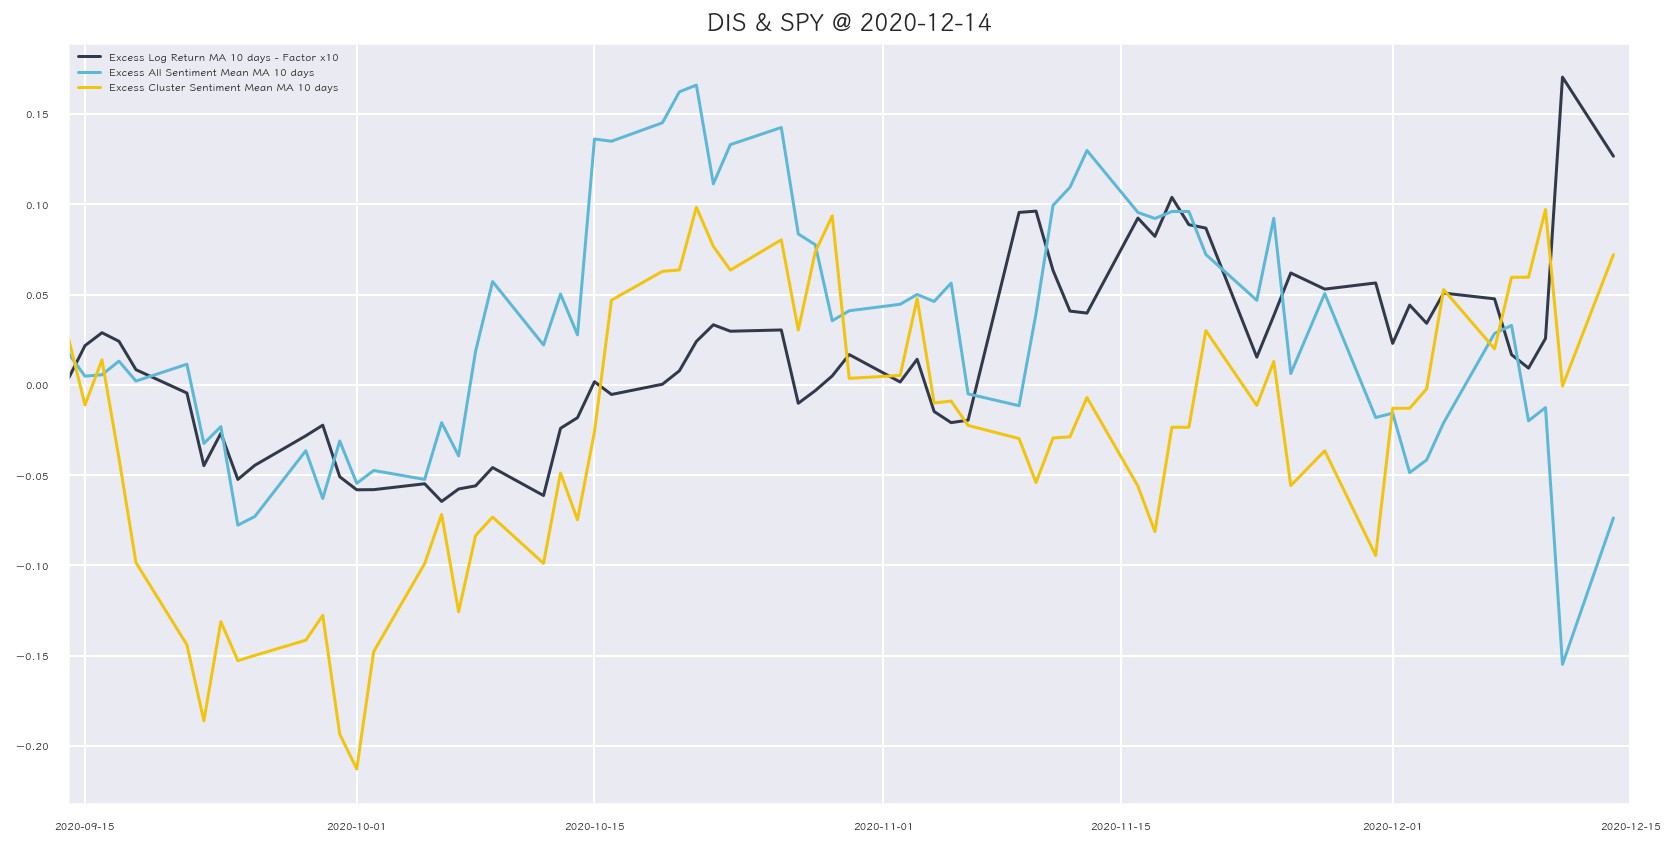 DIS & SPY @ 2020-12-14
Excess Log Return MA 10 days - Factor x10
Excess All Sentiment Mean MA 10 days
Excess Cluster Sentiment Mean MA 10 days
0.15
0.10
0.05
0.00
−0.05
−0.10
−0.15
−0.20
2020-09-15 2020-10-01 2020-10-15 2020-11-01 2020-11-15 2020-12-01 2020-12-15